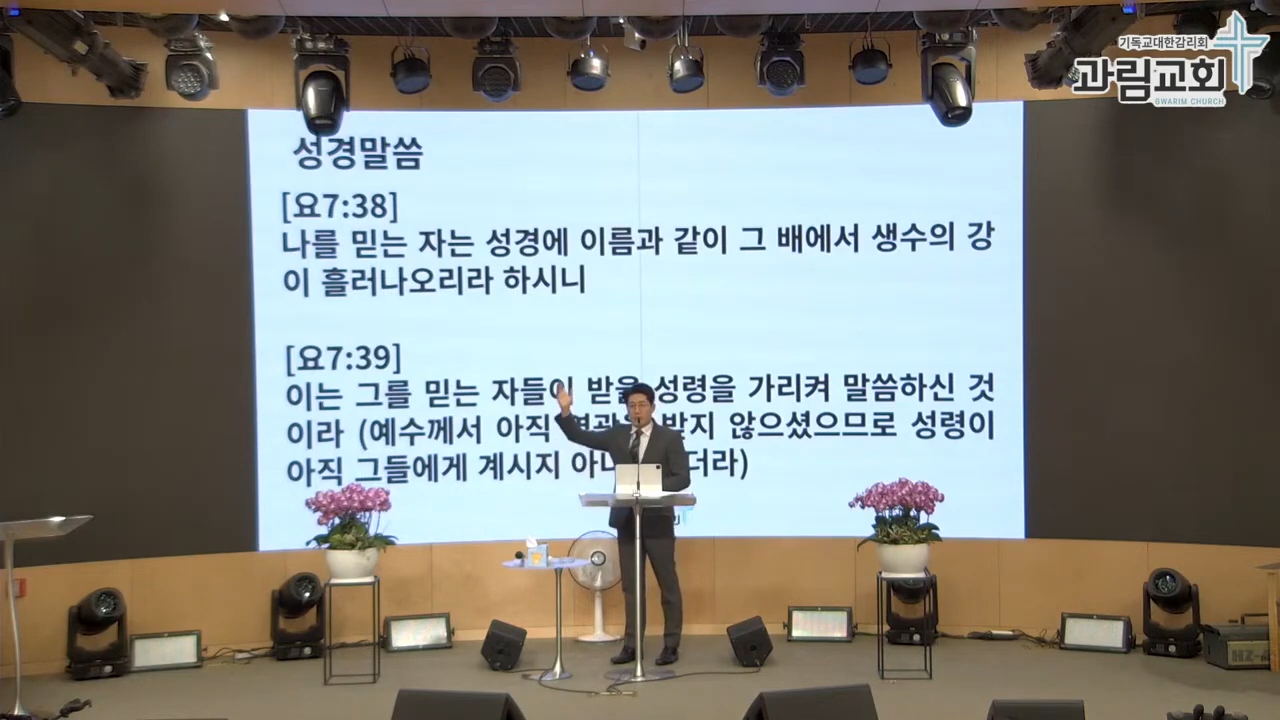 기독교대한감리회
과림교회
GWARIM CHURCH
성경말씀
[요7:38]
나를 믿는 자는 성경에 이름과 같이 그 배에서 생수의 강
이 흘러나오리라 하시니
[요7:39]
이는 그를 믿는 자들이 받을 성령을 가리켜 말씀하신 것
이라 (예수께서 아직 받지 않으셨으므로 성령이
아직 그들에게 계시지 더라)